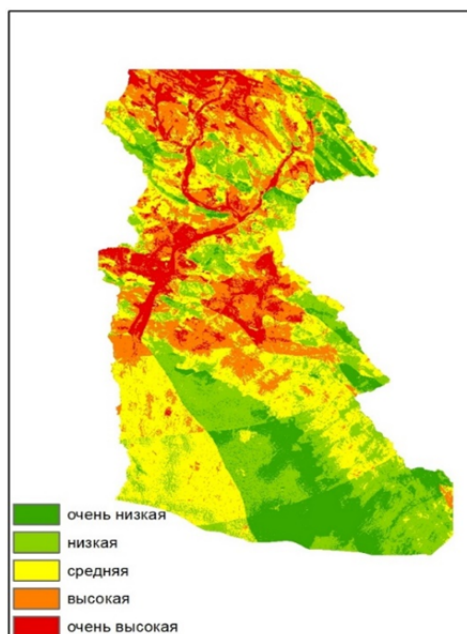 очень низкая
низкая
средняя
высокая
очень высокая